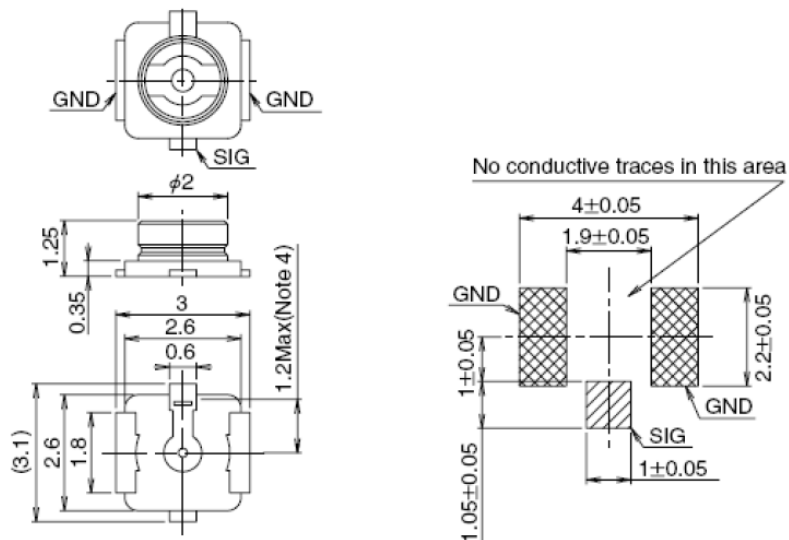 GND
GND
SIG
ϕ2
1.25
0.35
3
2.6
0.6
1.2Max(Note 4)
(3.1)
2.6
1.8
No conductive traces in this area
4±0.05
1.9±0.05
GND
1±0.05
2.2±0.05
GND
SIG
1.05±0.05
1±0.05